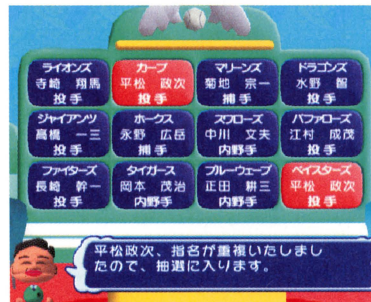 ライオンズ カープ マリーンズ ドラゴンズ
寺崎 翔馬 平松 政次 菊地 宗一 水野 智
投手 投手 捕手 投手
ジャイアンツ ホークス スワローズ バファローズ
高橋 一三 永野 広岳 中川 文夫 江村 成茂
投手 捕手 内野手 投手
ファイターズ タイガース ブルーウェーブ ベイスターズ
長崎 幹一 岡本 茂治 正田 耕三 平松 政次
投手 内野手 内野手 投手
平松政次、指名が重複いたしまし
たので、抽選に入ります。